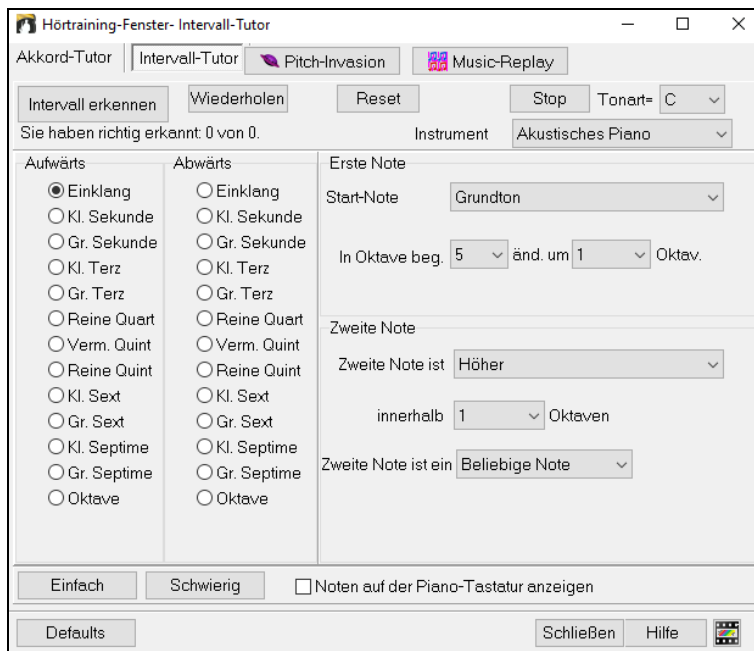 Hörtraining-Fenster- Intervall-Tutor
Akkord-Tutor Intervall-Tutor Pitch-Invasion Music-Replay
Intervall erkennen Wiederholen Reset Stop Tonart= C
Sie haben richtig erkannt: 0 von 0. Instrument Akustisches Piano
Aufwärts Abwärts Erste Note
Einklang Einklang Start-Note Grundton
Kl. Sekunde Kl. Sekunde
Gr. Sekunde Gr. Sekunde In Oktave beg. 5 änd. um 1 Oktav.
Kl. Terz Kl. Terz
Gr. Terz Gr. Terz
Reine Quart Reine Quart Zweite Note
Verm. Quint Verm. Quint
Reine Quint Reine Quint Zweite Note ist Höher
Kl. Sext Kl. Sext
Gr. Sext Gr. Sext innerhalb 1 Oktaven
Kl. Septime Kl. Septime
Gr. Septime Gr. Septime Zweite Note ist ein Beliebige Note
Oktave Oktave
Einfach Schwierig Noten auf der Piano-Tastatur anzeigen
Defaults Schließen Hilfe